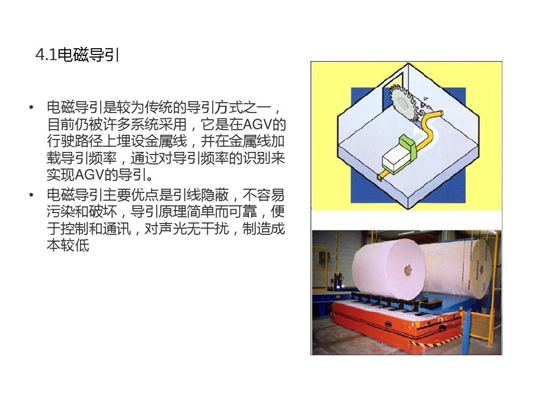 4.1电磁导引
• 电磁导引是较为传统的导引方式之一，
目前仍被许多系统采用，它是在AGV的
行驶路径上埋设金属线，并在金属线加
载导引频率，通过对导引频率的识别来
实现AGV的导引。
• 电磁导引主要优点是引线隐蔽，不容易
污染和破坏，导引原理简单而可靠，便
于控制和通讯，对声光无干扰，制造成
本较低